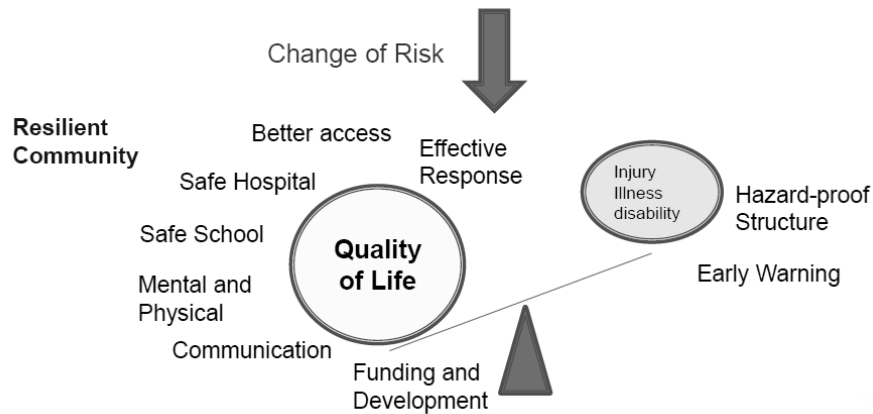 Change of Risk
Resilient
Community
Better access
Effective
Response
Safe Hospital
Injury
Illness
disability
Hazard-proof
Structure
Safe School
Quality
of Life
Early Warning
Mental and
Physical
Communication
Funding and
Development